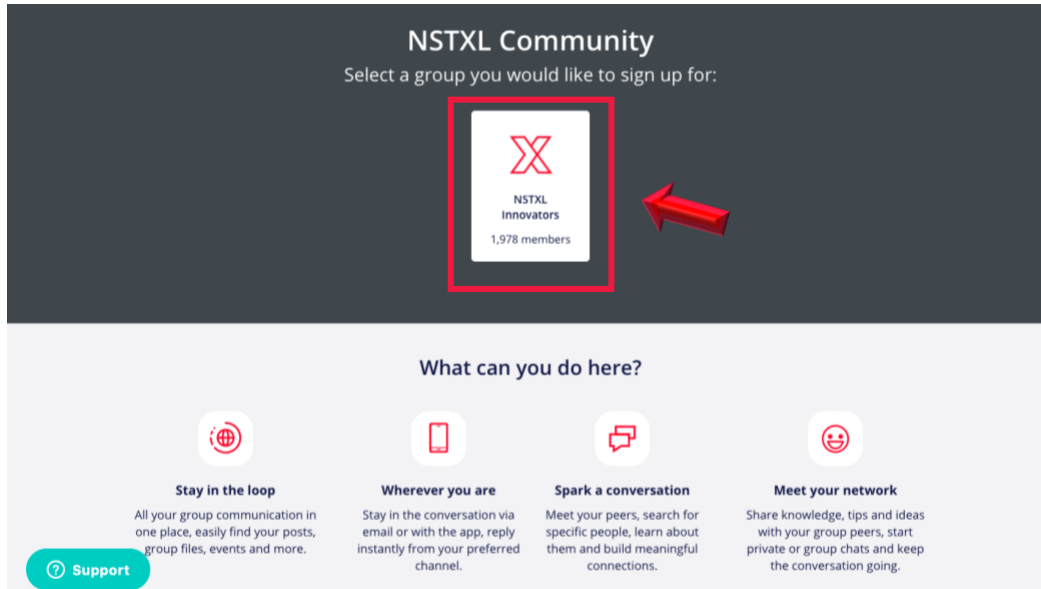 NSTXL Community
Select a group you would like to sign up for:
NSTXL
Innovators
1,978 members
What can you do here?
Stay in the loop
All your group communication in
one place, easily find your posts,
group files, events and more.
Wherever you are
Stay in the conversation via
email or with the app, reply
instantly from your preferred
channel.
Spark a conversation
Meet your peers, search for
specific people, learn about
them and build meaningful
connections.
Meet your network
Share knowledge, tips and ideas
with your group peers, start
private or group chats and keep
the conversation going.
Support